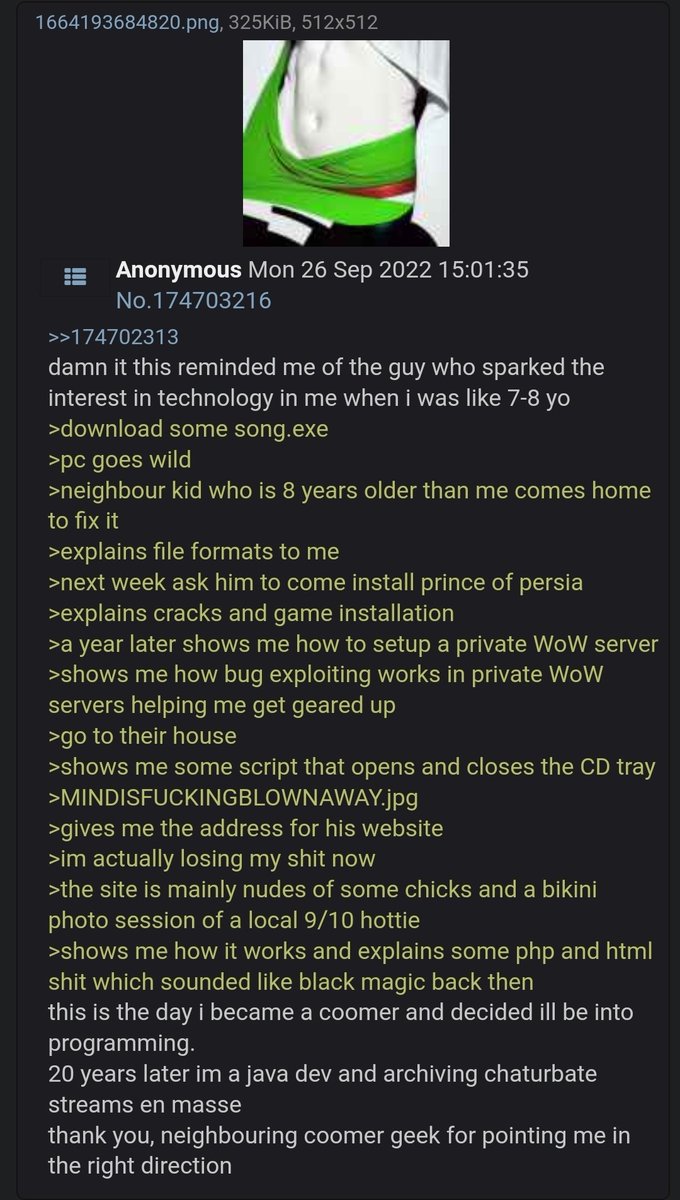 1664193684820.png, 325KiB, 512x512
Anonymous Mon 26 Sep 2022 15:01:35
No.174703216
>>174702313
damn it this reminded me of the guy who sparked the
interest in technology in me when i was like 7-8 yo
>download some song.exe
>pc goes wild
>neighbour kid who is 8 years older than me comes home
to fix it
>explains file formats to me
>next week ask him to come install prince of persia
>explains cracks and game installation
>a year later shows me how to setup a private WoW server
>shows me how bug exploiting works in private WoW
servers helping me get geared up
>go to their house
>shows me some script that opens and closes the CD tray
>MINDISFUCKINGBLOWNAWAY.jpg
>gives me the address for his website
>im actually losing my shit now
>the site is mainly nudes of some chicks and a bikini
photo session of a local 9/10 hottie
>shows me how it works and explains some php and html
shit which sounded like black magic back then
this is the day i became a coomer and decided ill be into
programming.
20 years later im a java dev and archiving chaturbate
streams en masse
thank you, neighbouring coomer geek for pointing me in
the right direction